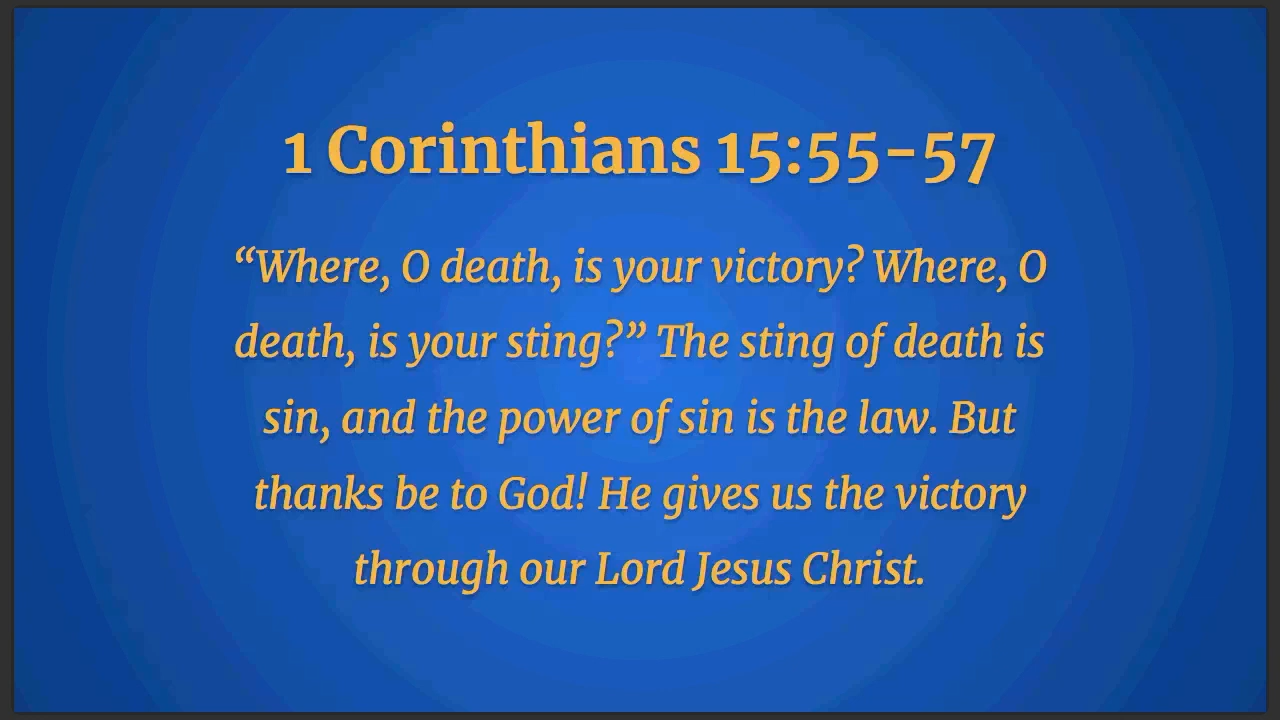 1 Corinthians 15:55-57
“Where, O death, is your victory? Where, O
death, is your sting?” The sting of death is
sin, and the power of sin is the law. But
thanks be to God! He gives us the victory
through our Lord Jesus Christ.